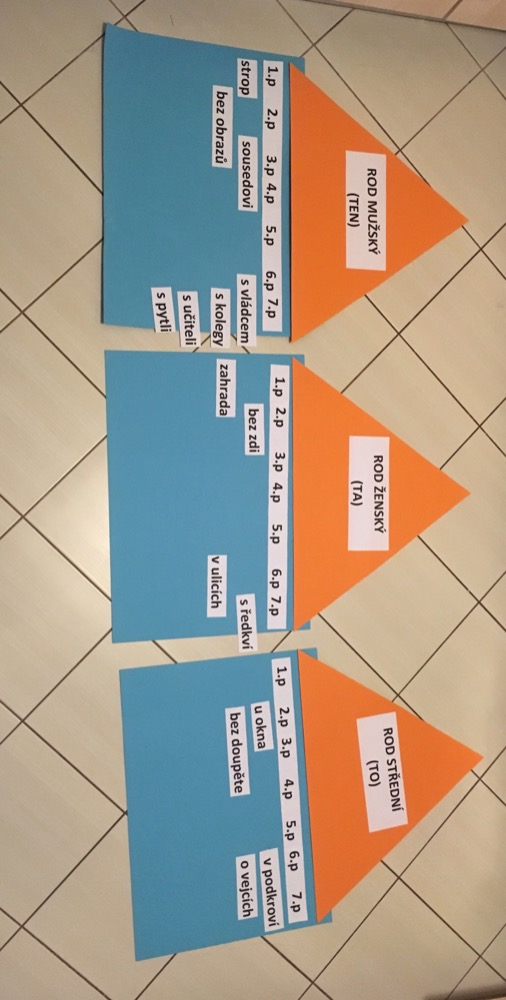 ROD MUŽSKÝ
(TEN)
1.p 2.p 3.p 4.p 5.p 6.p 7.p
strop sousedovi s vládcem
bez obrazů s kolegy
s učiteli
s pytli
ROD ŽENSKÝ
(TA)
1.p 2.p 3.p 4.p 5.p 6.p 7.p
bez zdi s ředkví
zahrada v ulicích
ROD STŘEDNÍ
(TO)
1.p 2.p 3.p 4.p 5.p 6.p 7.p
u okna v podkroví
bez doupěte o vejcích